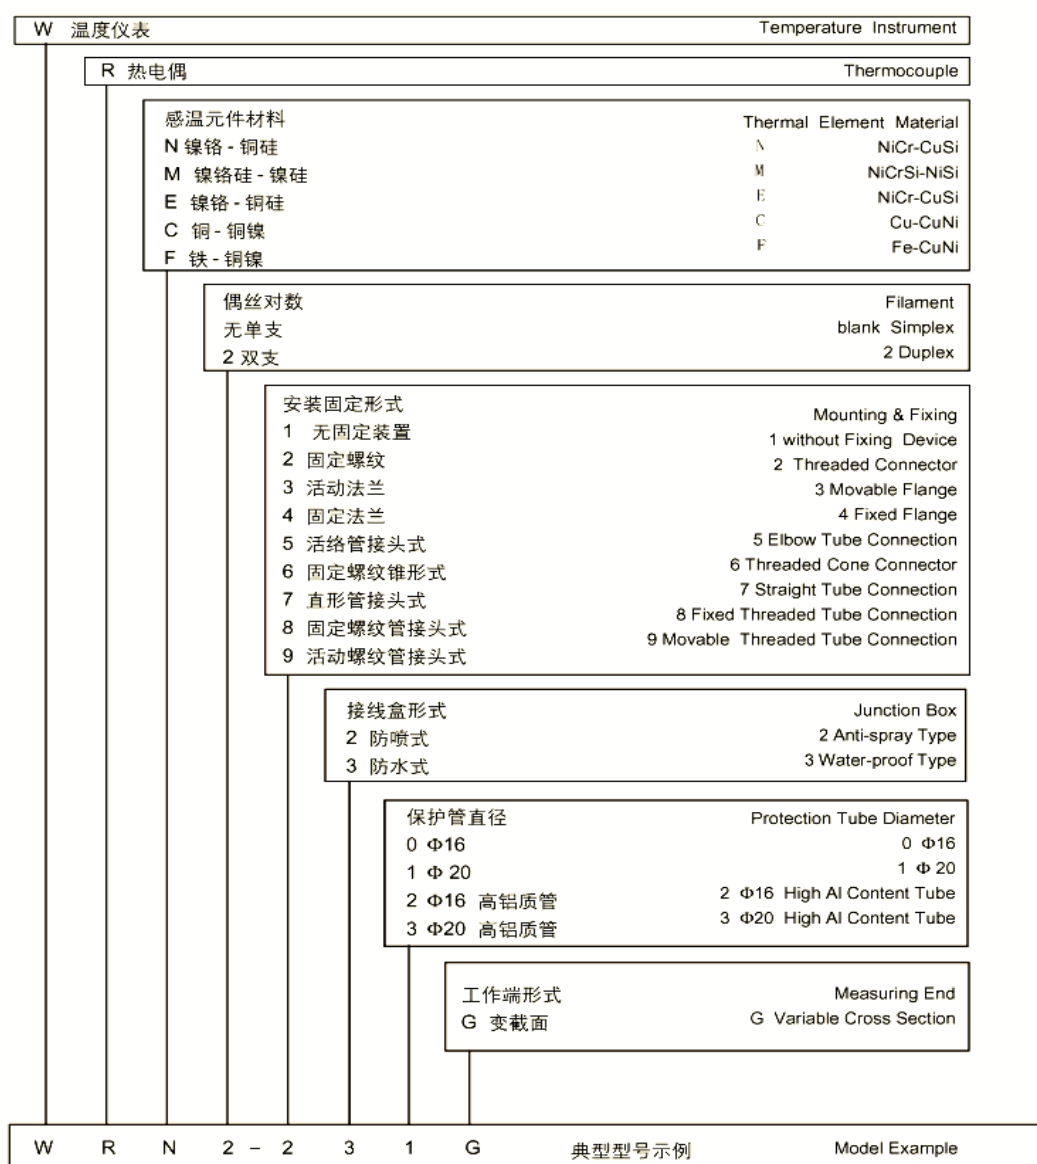 W 温度仪表
Temperature Instrument
R 热电偶
Thermocouple
感温元件材料
N 镍铬 - 铜硅
M 镍铬硅 - 镍硅
E 镍铬 - 铜硅
C 铜 - 铜镍
F 铁 - 铜镍
Thermal Element Material
N NiCr-CuSi
M NiCrSi-NiSi
E NiCr-CuSi
C Cu-CuNi
F Fe-CuNi
偶丝对数
无单支
2 双支
Filament
blank Simplex
2 Duplex
安装固定形式
1 无固定装置
2 固定螺纹
3 活动法兰
4 固定法兰
5 活络管接头式
6 固定螺纹锥形式
7 直形管接头式
8 固定螺纹管接头式
9 活动螺纹管接头式
Mounting & Fixing
1 without Fixing Device
2 Threaded Connector
3 Movable Flange
4 Fixed Flange
5 Elbow Tube Connection
6 Threaded Cone Connector
7 Straight Tube Connection
8 Fixed Threaded Tube Connection
9 Movable Threaded Tube Connection
接线盒形式
2 防喷式
3 防水式
Junction Box
2 Anti-spray Type
3 Water-proof Type
保护管直径
0 Φ16
1 Φ 20
2 Φ16 高铝质管
3 Φ20 高铝质管
Protection Tube Diameter
0 Φ16
1 Φ 20
2 Φ16 High Al Content Tube
3 Φ20 High Al Content Tube
工作端形式
G 变截面
Measuring End
G Variable Cross Section
W R N 2 - 2 3 1 G 典型型号示例 Model Example